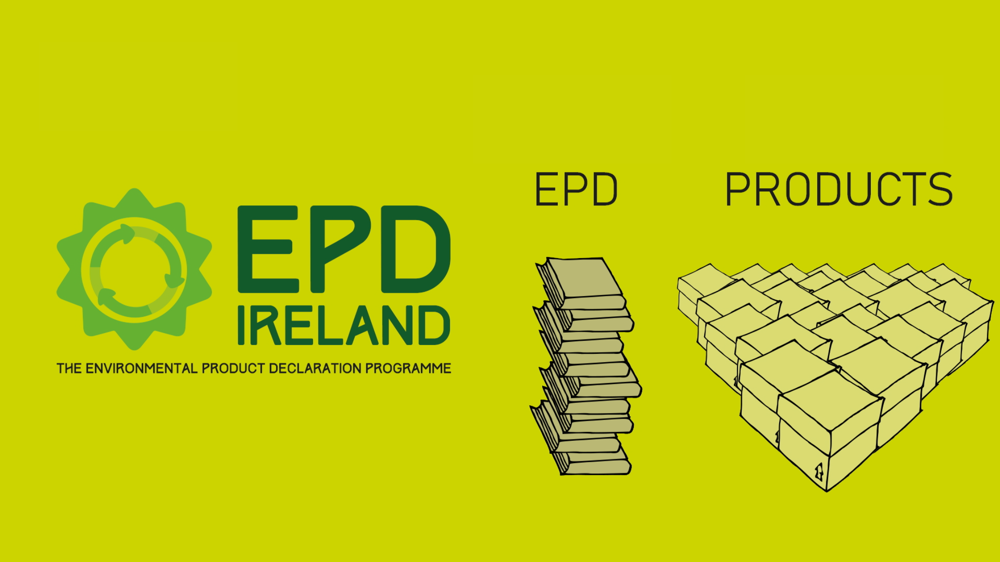 EPD
IRELAND
THE ENVIRONMENTAL PRODUCT DECLARATION PROGRAMME
EPD
PRODUCTS